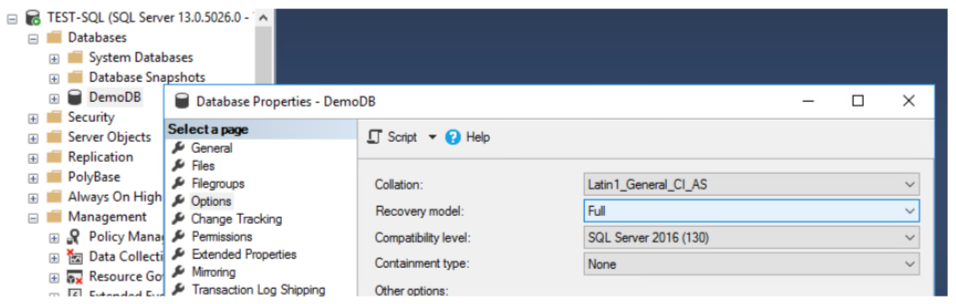 TEST-SQL (SQL Server 13.0.5026.0 -
Databases
System Databases
Database Snapshots
DemoDB
Security
Server Objects
Replication
PolyBase
Always On High
Management
Policy Mana
Data Collecti
Resource Go
Extended Eve
Database Properties - DemoDB
Select a page
General
Files
Filegroups
Options
Change Tracking
Permissions
Extended Properties
Mirroring
Transaction Log Shipping
Script
Help
Collation: Latin1_General_CI_AS
Recovery model: Full
Compatibility level: SQL Server 2016 (130)
Containment type: None
Other options: